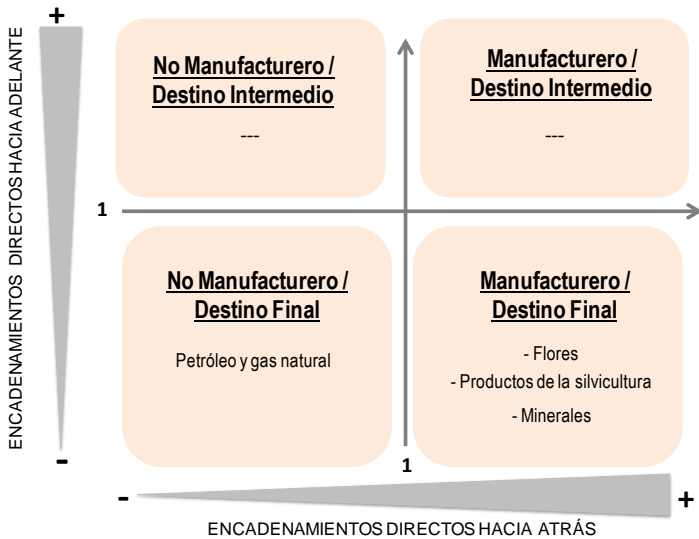 +
ENCADENAMIENTOS DIRECTOS HACIA ADELANTE
-
No Manufacturero /
Destino Intermedio
---
Manufacturero /
Destino Intermedio
---
1
No Manufacturero /
Destino Final
Petróleo y gas natural
Manufacturero /
Destino Final
- Flores
- Productos de la silvicultura
- Minerales
1
-
+
ENCADENAMIENTOS DIRECTOS HACIA ATRÁS